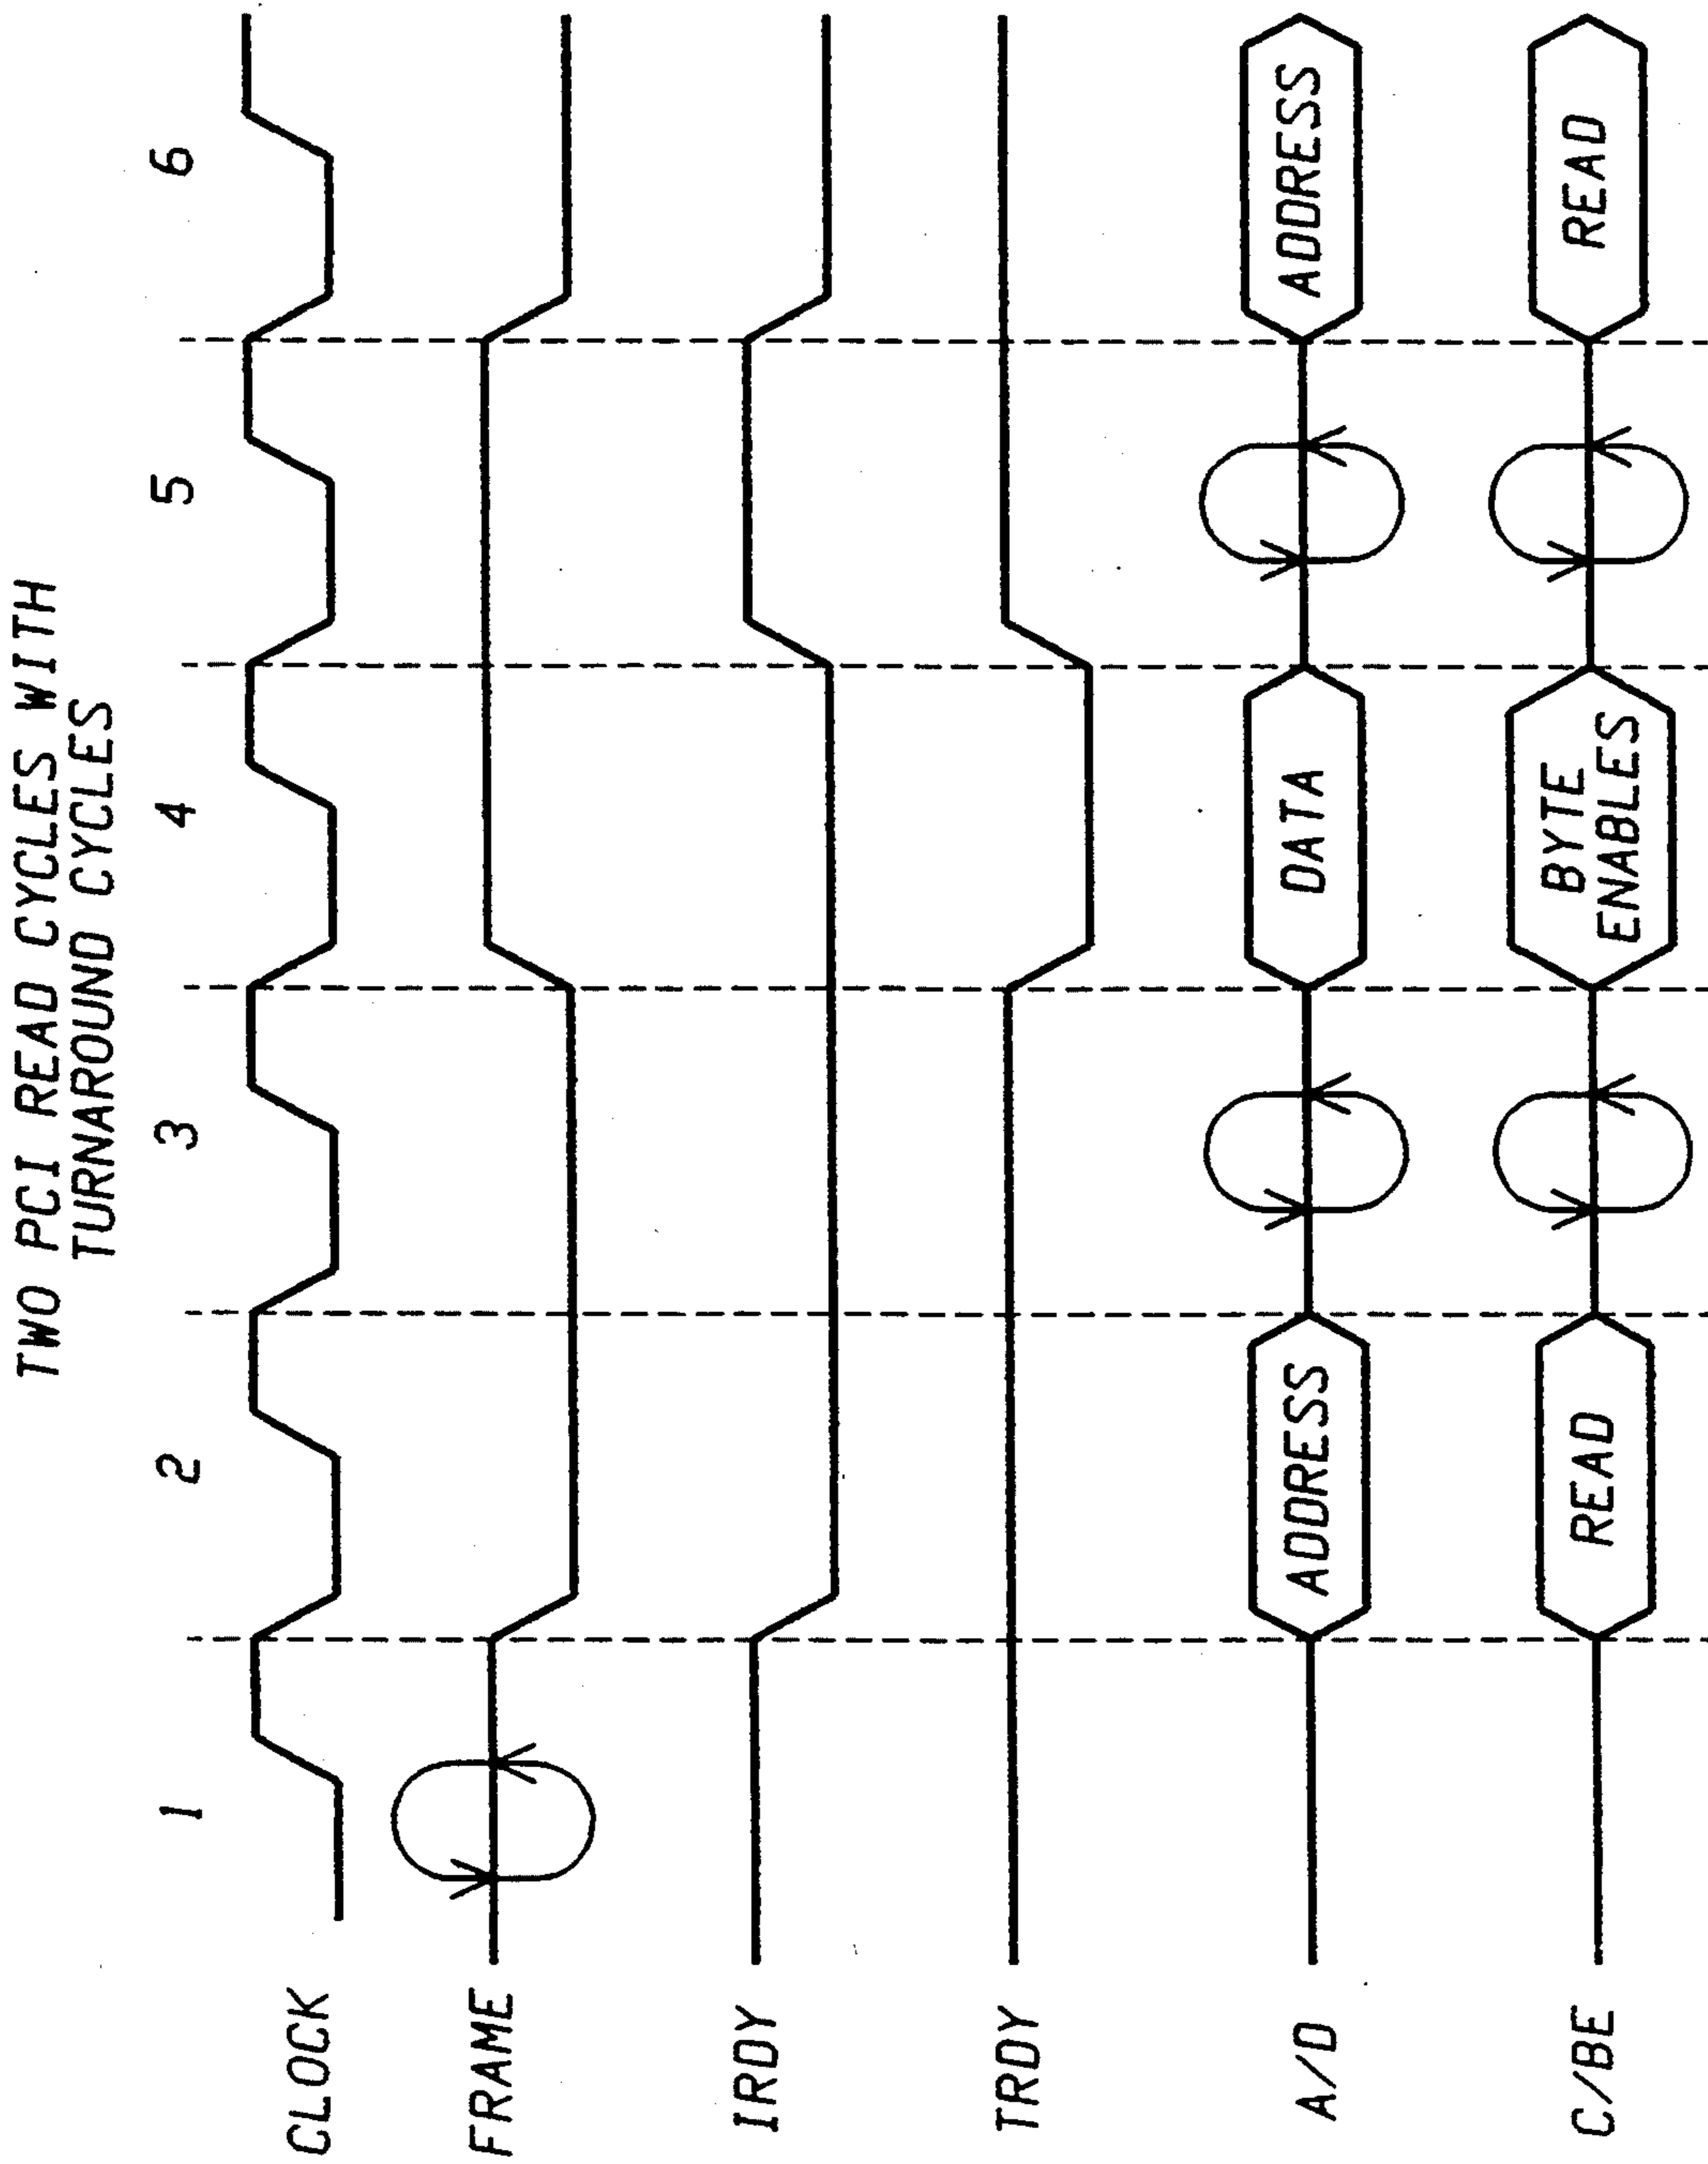 TWO PCI READ CYCLES WITH
TURNAROUND CYCLES
1 2 3 4 5 6
CLOCK
FRAME
IRDY
TRDY
A/D ADDRESS DATA ADDRESS
C/BE READ BYTE ENABLES READ